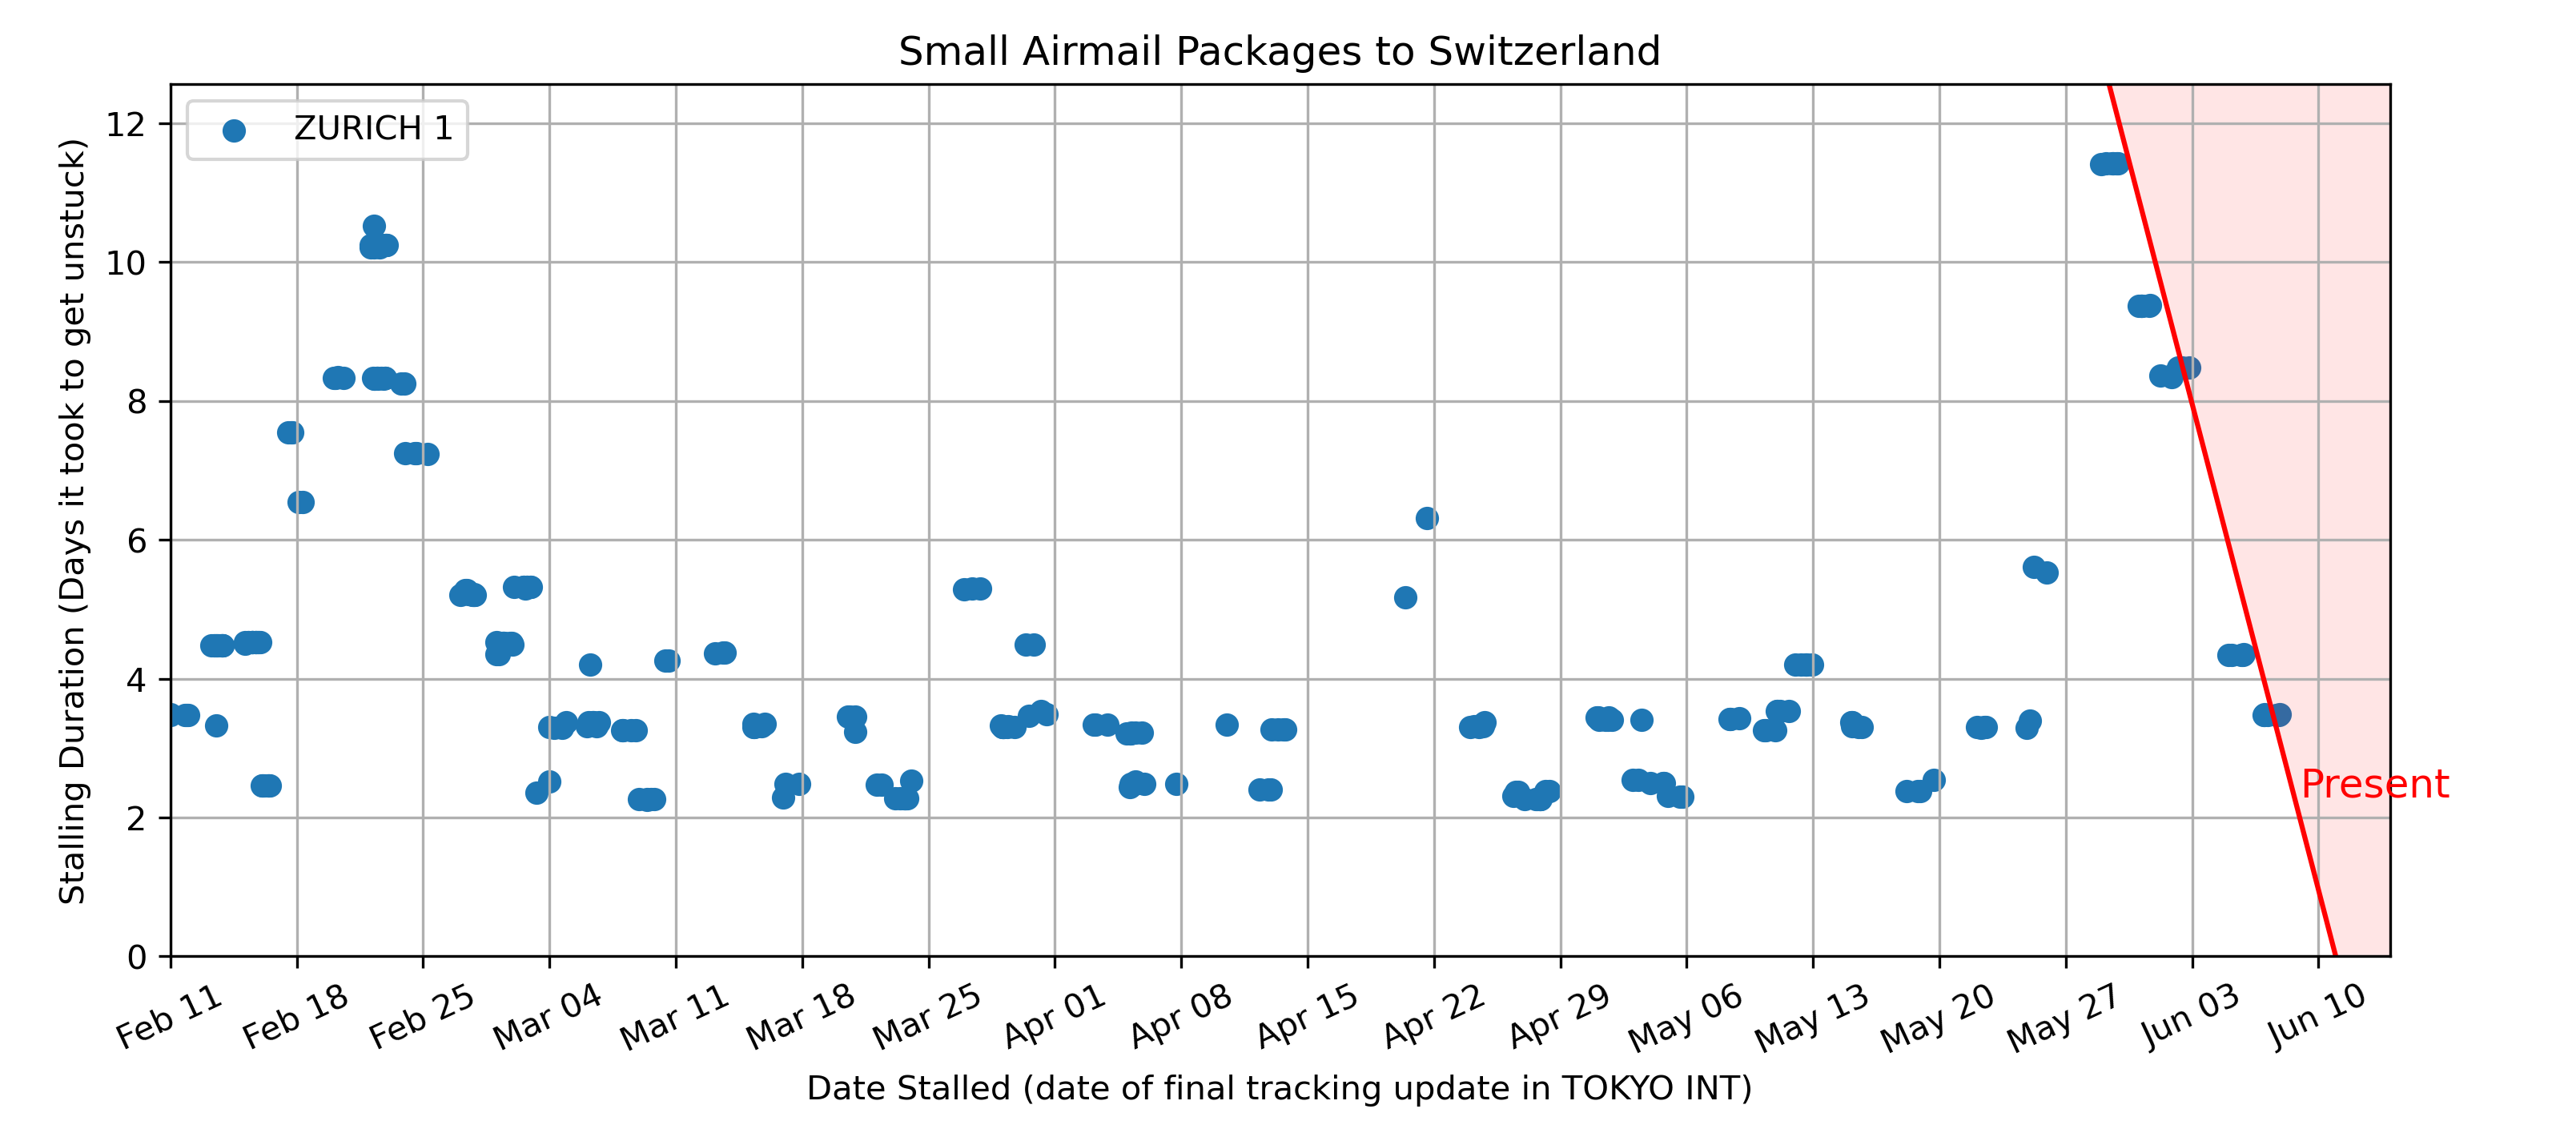 Small Airmail Packages to Switzerland
ZURICH 1
Stalling Duration (Days it took to get unstuck)
12
10
8
6
4
2
0
Present
Feb 11
Feb 18
Feb 25
Mar 04
Mar 11
Mar 18
Mar 25
Apr 01
Apr 08
Apr 15
Apr 22
Apr 29
May 06
May 13
May 20
May 27
Jun 03
Jun 10
Date Stalled (date of final tracking update in TOKYO INT)